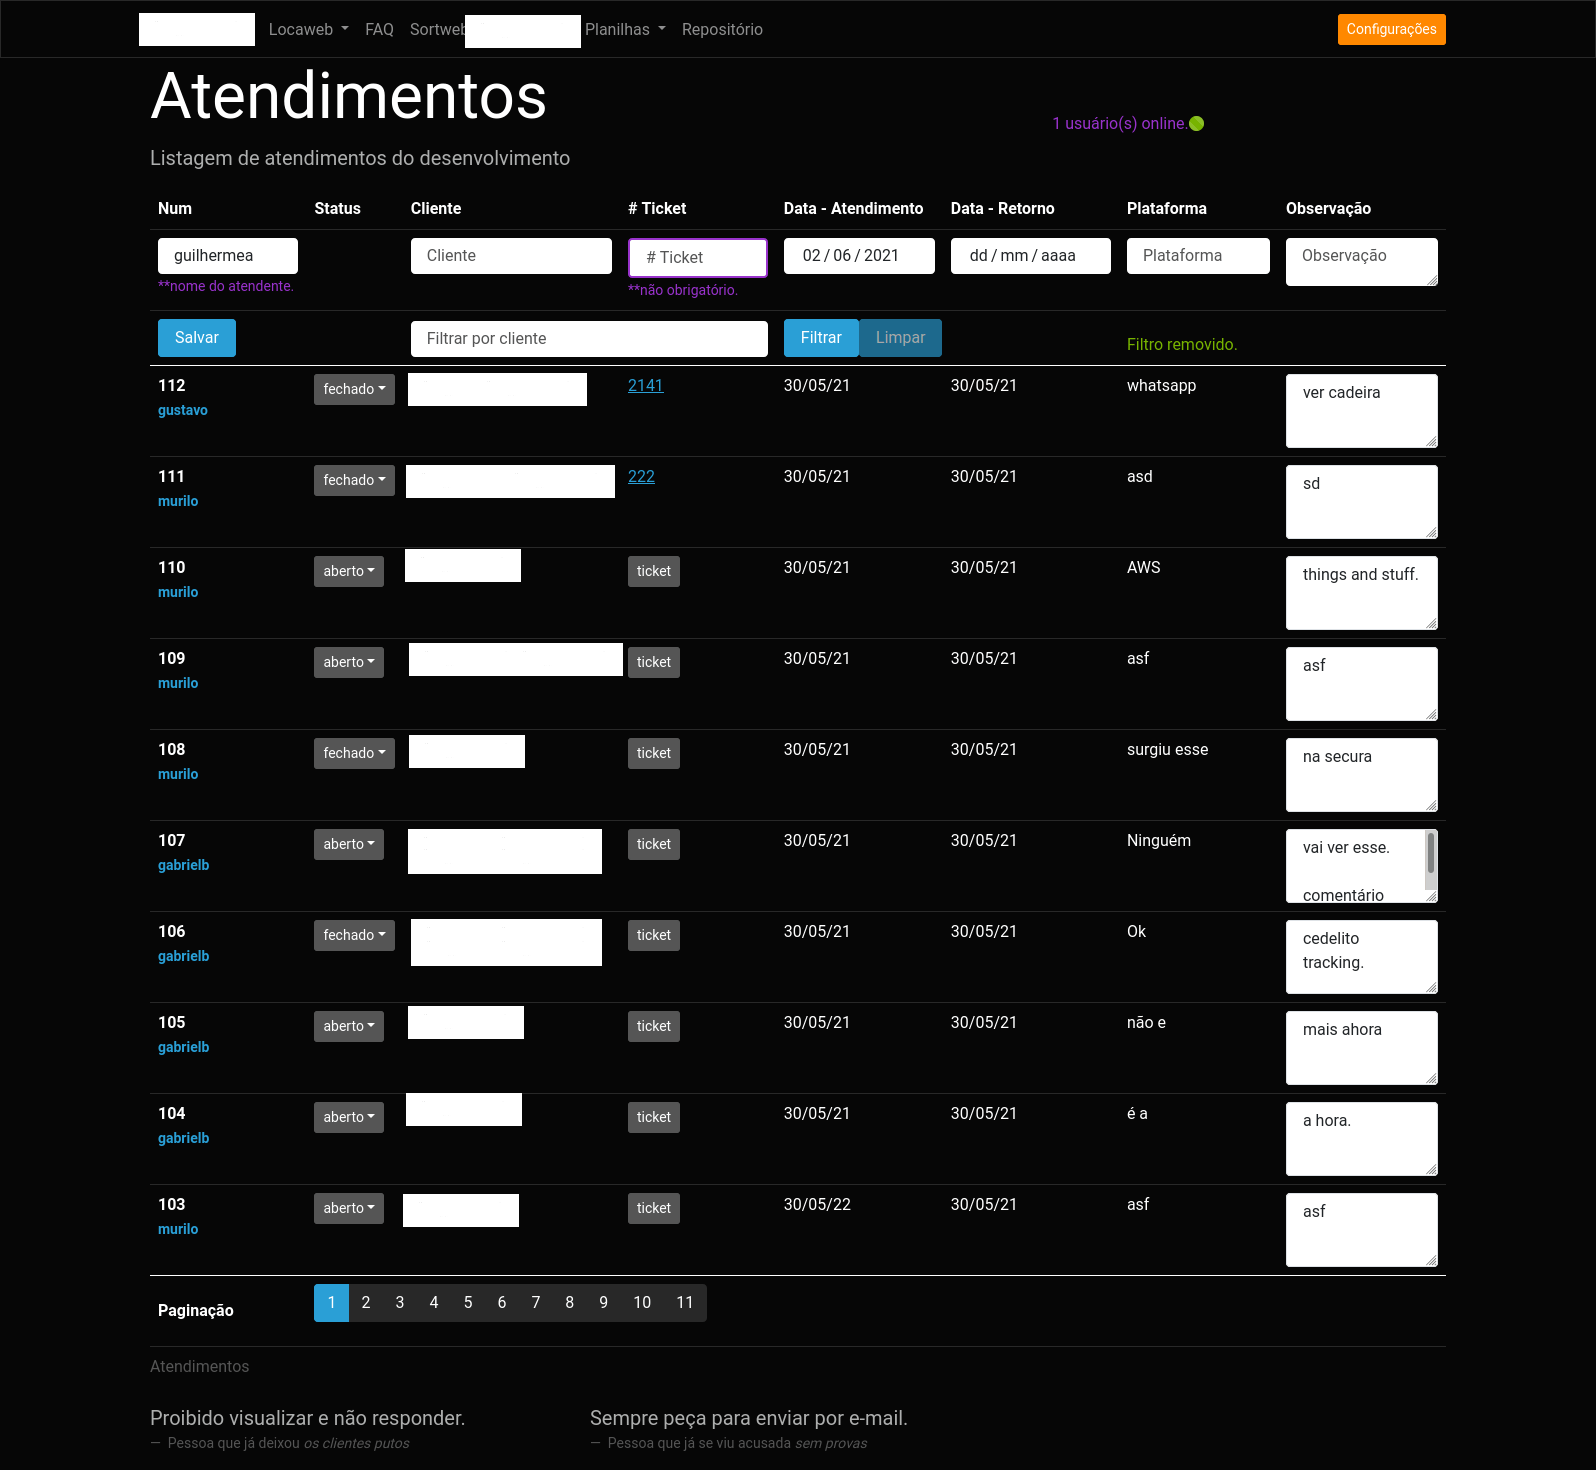 Locaweb FAQ Sortweb Planilhas Repositório Configurações
Atendimentos
1 usuário(s) online.
Listagem de atendimentos do desenvolvimento
Num Status Cliente # Ticket Data - Atendimento Data - Retorno Plataforma Observação
guilhermea Cliente # Ticket 02/06/2021 dd/mm/aaaa Plataforma Observação
**nome do atendente. **não obrigatório.
Salvar Filtrar por cliente Filtrar Limpar Filtro removido.
112 fechado 2141 30/05/21 30/05/21 whatsapp ver cadeira
gustavo
111 fechado 222 30/05/21 30/05/21 asd sd
murilo
110 aberto ticket 30/05/21 30/05/21 AWS things and stuff.
murilo
109 aberto ticket 30/05/21 30/05/21 asf asf
murilo
108 fechado ticket 30/05/21 30/05/21 surgiu esse na secura
murilo
107 aberto ticket 30/05/21 30/05/21 Ninguém vai ver esse.
gabrielb
comentário
106 fechado ticket 30/05/21 30/05/21 Ok cedelito
gabrielb tracking.
105 aberto ticket 30/05/21 30/05/21 não e mais ahora
gabrielb
104 aberto ticket 30/05/21 30/05/21 é a a hora.
gabrielb
103 aberto ticket 30/05/22 30/05/21 asf asf
murilo
Paginação 1 2 3 4 5 6 7 8 9 10 11
Atendimentos
Proibido visualizar e não responder. Sempre peça para enviar por e-mail.
— Pessoa que já deixou os clientes putos — Pessoa que já se viu acusada sem provas